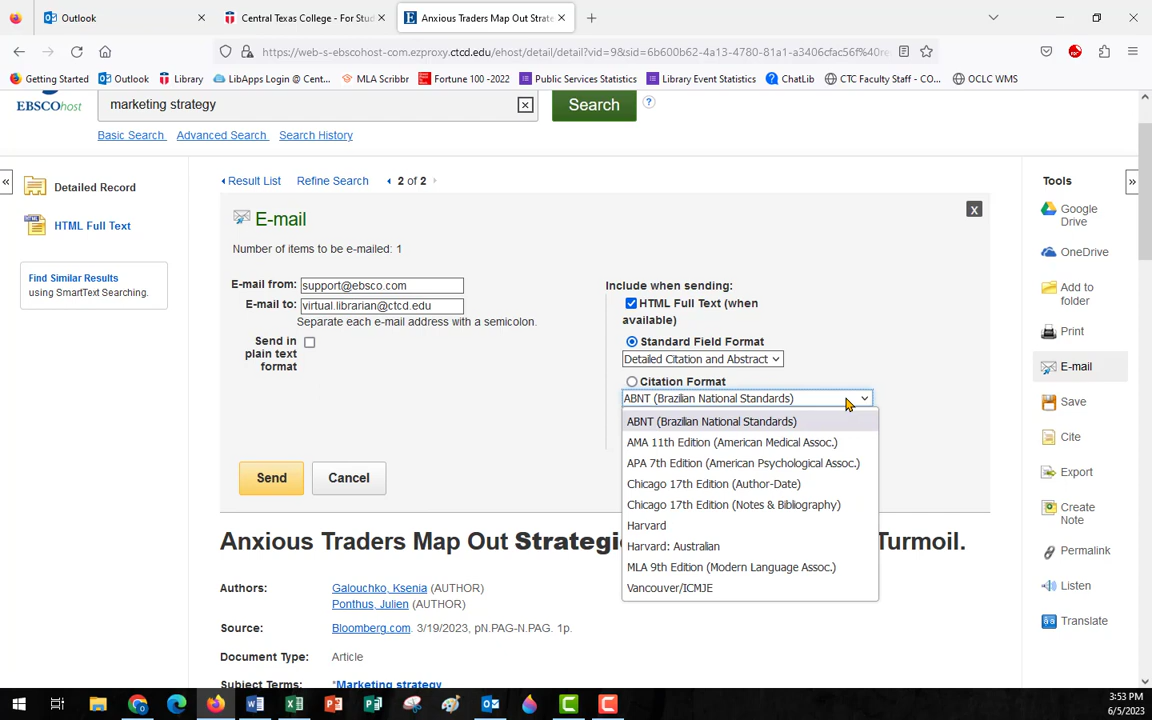 Outlook
Central Texas College - For Stud
Anxious Traders Map Out Strate
https://web-s-ebscohost-com.ezproxy.ctcd.edu/ehost/detail/detail?vid=9&sid=6b600b62-4a13-4780-81a1-a3406cfac56f%40re
Getting Started
Outlook
Library
LibApps Login @ Cent...
MLA Scribbr
Fortune 100 -2022
Public Services Statistics
Library Event Statistics
ChatLib
CTC Faculty Staff - CO...
OCLC WMS
EBSCOhost
marketing strategy
Search
Basic Search
Advanced Search
Search History
Detailed Record
HTML Full Text
Find Similar Results
using SmartText Searching.
Result List
Refine Search
2 of 2
E-mail
Number of items to be e-mailed: 1
E-mail from: support@ebsco.com
E-mail to: virtual.librarian@ctcd.edu
Separate each e-mail address with a semicolon.
Send in
plain text
format
Include when sending:
HTML Full Text (when
available)
Standard Field Format
Detailed Citation and Abstract
Citation Format
ABNT (Brazilian National Standards)
ABNT (Brazilian National Standards)
AMA 11th Edition (American Medical Assoc.)
APA 7th Edition (American Psychological Assoc.)
Chicago 17th Edition (Author-Date)
Chicago 17th Edition (Notes & Bibliography)
Harvard
Harvard: Australian
MLA 9th Edition (Modern Language Assoc.)
Vancouver/ICMJE
Send
Cancel
Anxious Traders Map Out Strategi Turmoil.
Authors:
Galouchko, Ksenia (AUTHOR)
Ponthus, Julien (AUTHOR)
Source:
Bloomberg.com. 3/19/2023, pN.PAG-N.PAG. 1p.
Document Type:
Article
Subject Terms:
*Marketing strategy
Tools
Google
Drive
OneDrive
Add to
folder
Print
E-mail
Save
Cite
Export
Create
Note
Permalink
Listen
Translate
3:53 PM
6/5/2023